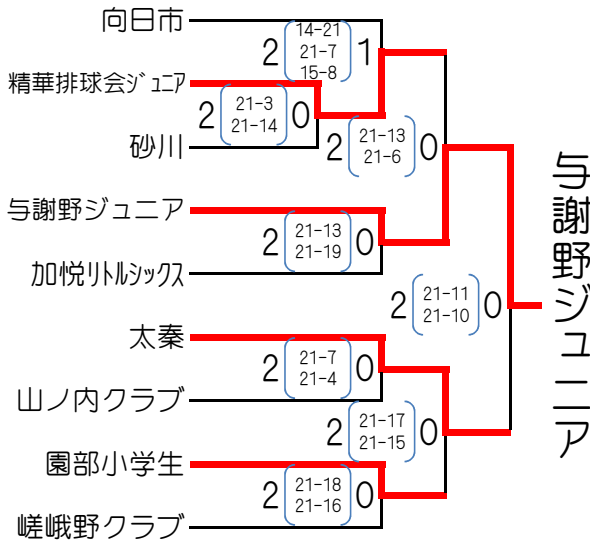 向日市
2 14-21 1
21-7
15-8
精華排球会ジュニア
2 21-3 0
21-14
砂川
2 21-13 0
21-6
与謝野ジュニア
2 21-13 0
21-19
加悦リトルシックス
2 21-11 0
21-10
与謝野ジュニア
太秦
2 21-7 0
21-4
山ノ内クラブ
2 21-17 0
21-15
園部小学生
2 21-18 0
21-16
嵯峨野クラブ